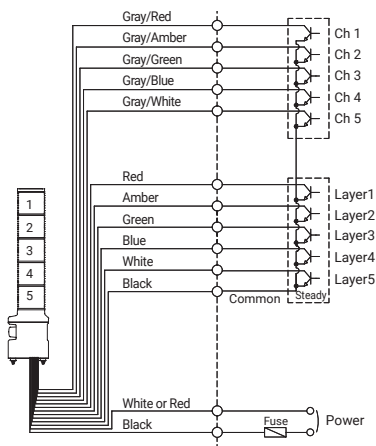 Gray/Red
Ch 1
Gray/Amber
Ch 2
Gray/Green
Ch 3
Gray/Blue
Ch 4
Gray/White
Ch 5
Red
Layer1
Amber
Layer2
Green
Layer3
Blue
Layer4
White
Layer5
Black
Common
Steady
1
2
3
4
5
White or Red
Black
Fuse
Power